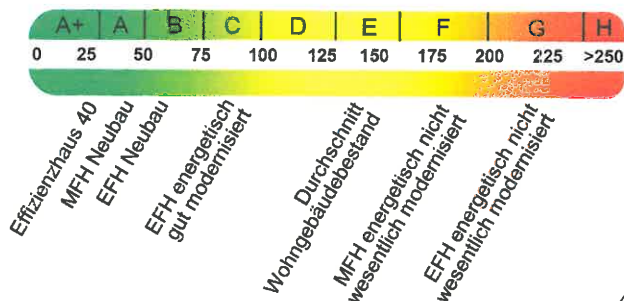 A+ A B C D E F G H
0 25 50 75 100 125 150 175 200 225 >250
Effizienzhaus 40
MFH Neubau
EFH Neubau
EFH energetisch
gut modernisiert
Durchschnitt
Wohngebäudebestand
MFH energetisch nicht
wesentlich modernisiert
EFH energetisch nicht
wesentlich modernisiert